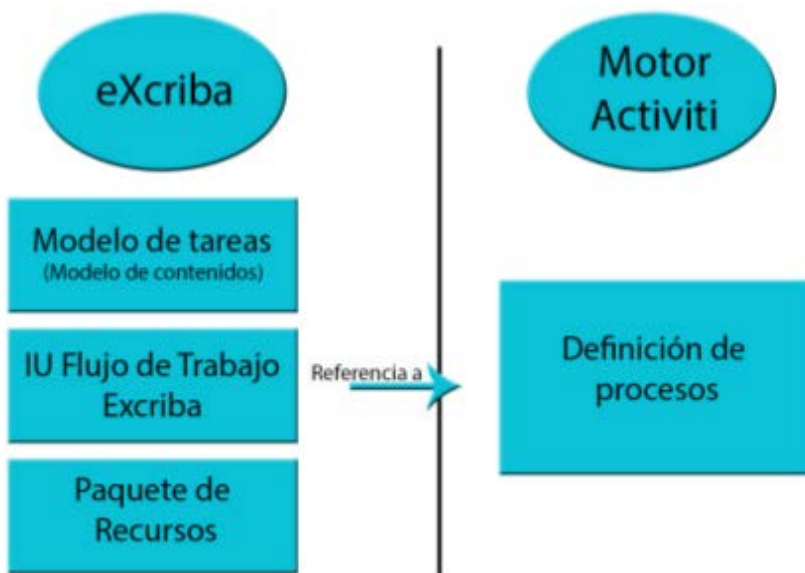 eXcriba
Modelo de tareas
(Modelo de contenidos)
IU Flujo de Trabajo
Excriba
Paquete de
Recursos
Referencia a
Motor
Activiti
Definición de
procesos